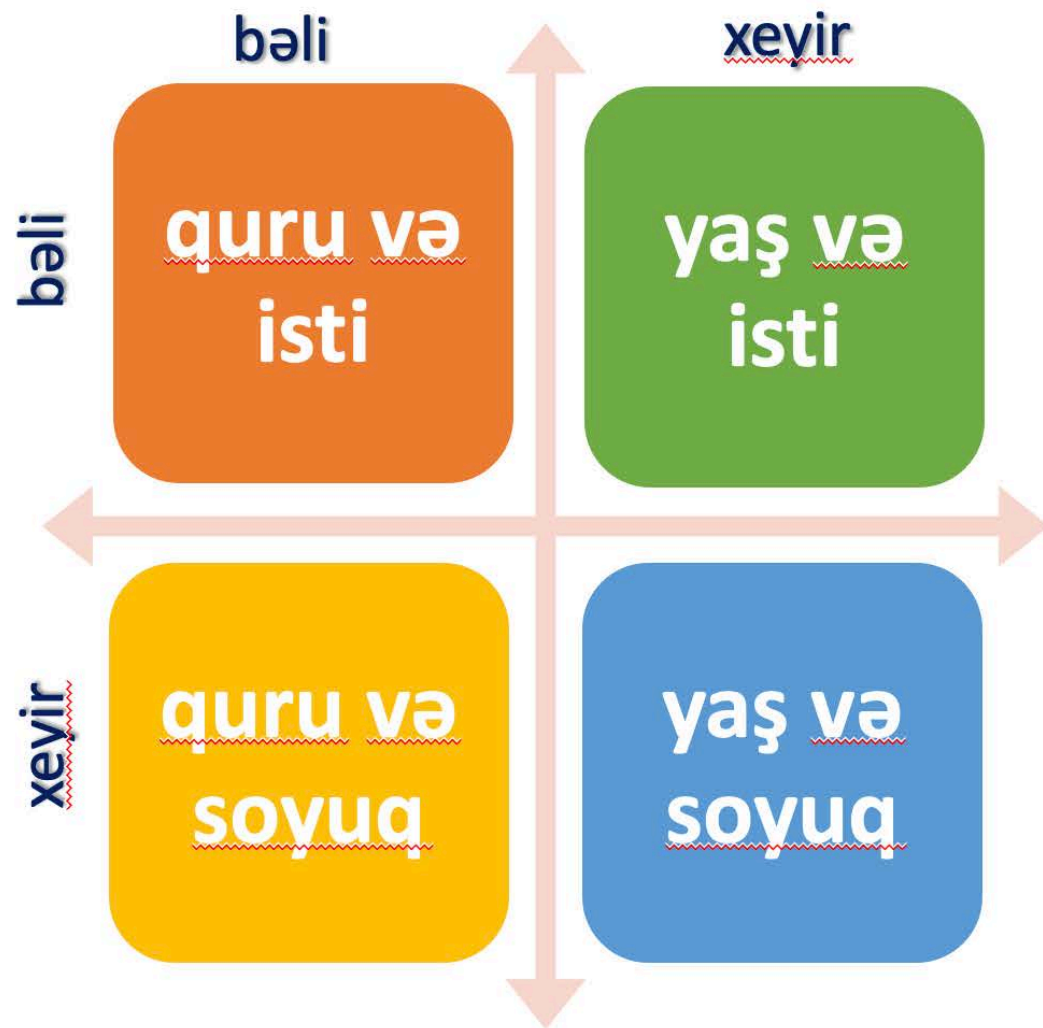 bəli
xeyir
bəli
quru və
isti
yaş və
isti
xeyir
quru və
soyuq
yaş və
soyuq